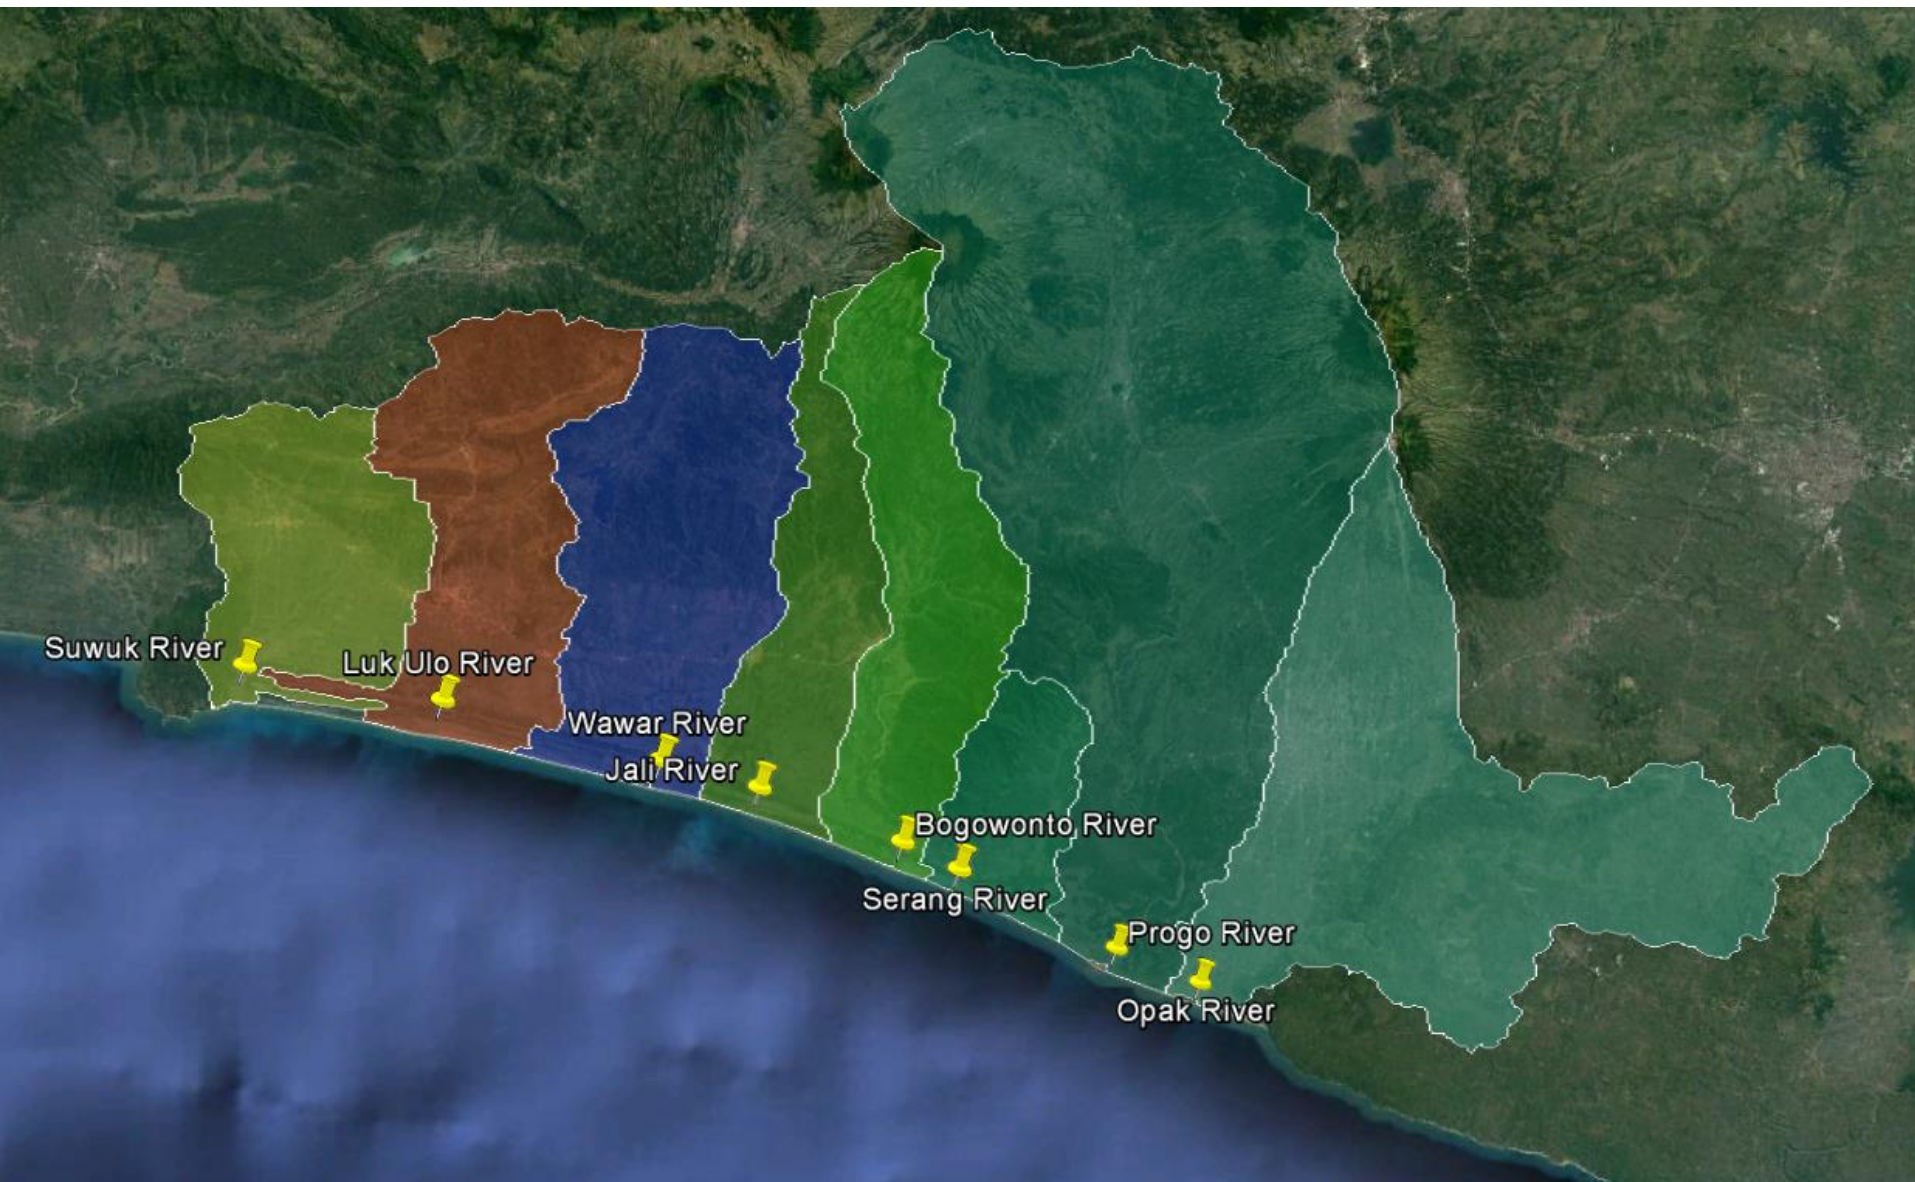 Suwuk River
Luk Ulo River
Wawar River
Jali River
Bogowonto River
Serang River
Progo River
Opak River